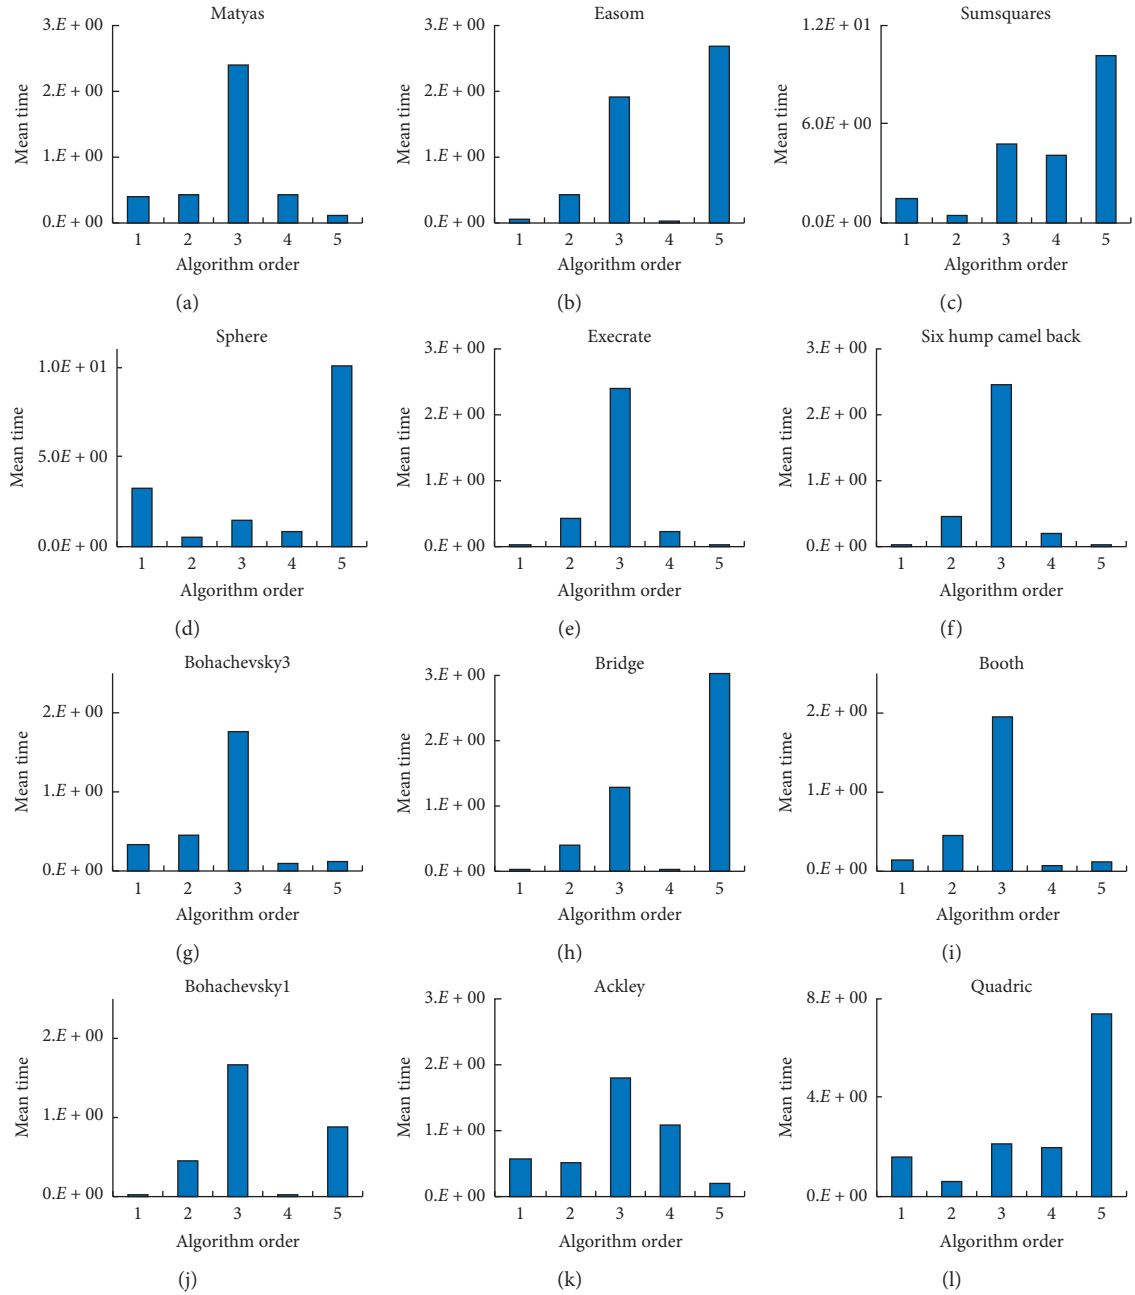 Matyas
3.E + 00
2.E + 00
1.E + 00
0.E + 00
Mean time
1 2 3 4 5
Algorithm order
(a)
Easom
3.E + 00
2.E + 00
1.E + 00
0.E + 00
Mean time
1 2 3 4 5
Algorithm order
(b)
Sumsquares
1.2E + 01
6.0E + 00
0.0E + 00
Mean time
1 2 3 4 5
Algorithm order
(c)
Sphere
1.0E + 01
5.0E + 00
0.0E + 00
Mean time
1 2 3 4 5
Algorithm order
(d)
Execrate
3.E + 00
2.E + 00
1.E + 00
0.E + 00
Mean time
1 2 3 4 5
Algorithm order
(e)
Six hump camel back
3.E + 00
2.E + 00
1.E + 00
0.E + 00
Mean time
1 2 3 4 5
Algorithm order
(f)
Bohachevsky3
2.E + 00
1.E + 00
0.E + 00
Mean time
1 2 3 4 5
Algorithm order
(g)
Bridge
3.E + 00
2.E + 00
1.E + 00
0.E + 00
Mean time
1 2 3 4 5
Algorithm order
(h)
Booth
2.E + 00
1.E + 00
0.E + 00
Mean time
1 2 3 4 5
Algorithm order
(i)
Bohachevsky1
2.E + 00
1.E + 00
0.E + 00
Mean time
1 2 3 4 5
Algorithm order
(j)
Ackley
3.E + 00
2.E + 00
1.E + 00
0.E + 00
Mean time
1 2 3 4 5
Algorithm order
(k)
Quadric
8.E + 00
4.E + 00
0.E + 00
Mean time
1 2 3 4 5
Algorithm order
(l)